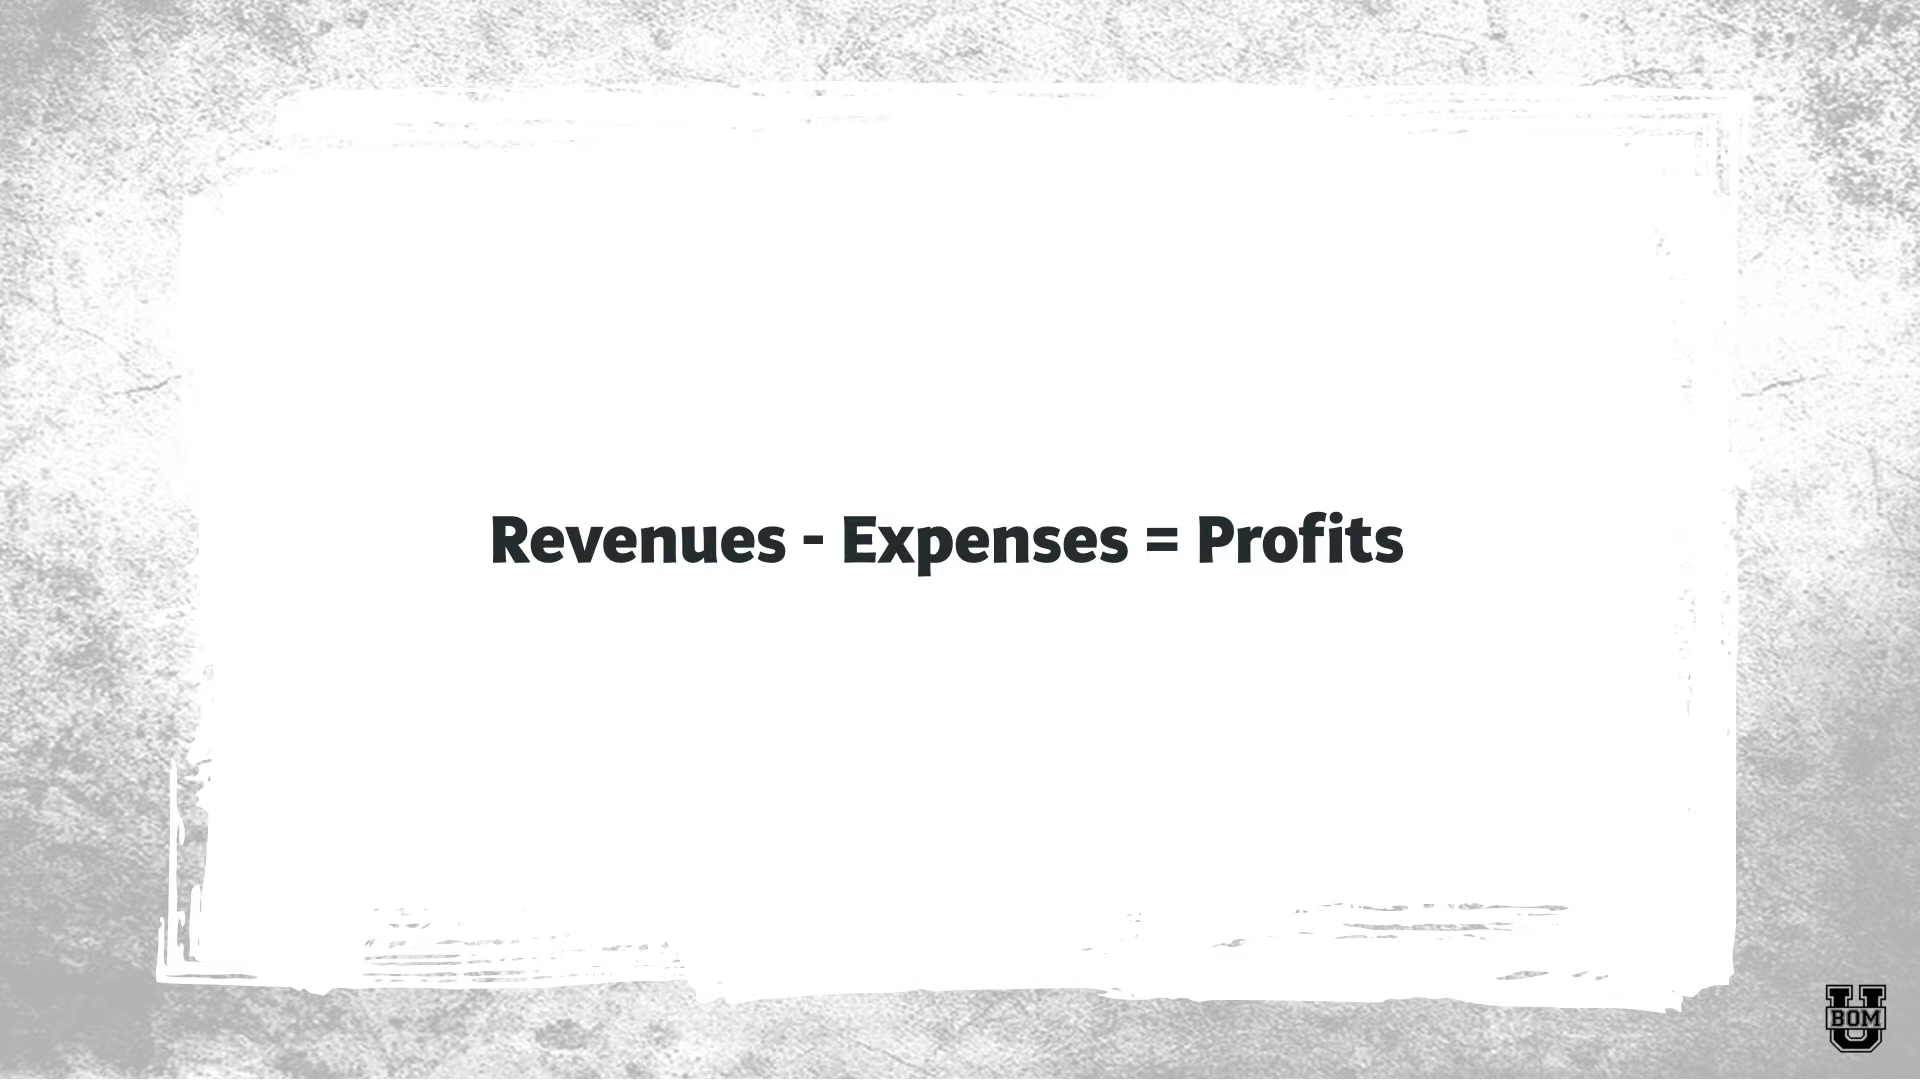 Revenues - Expenses = Profits
U
BOM